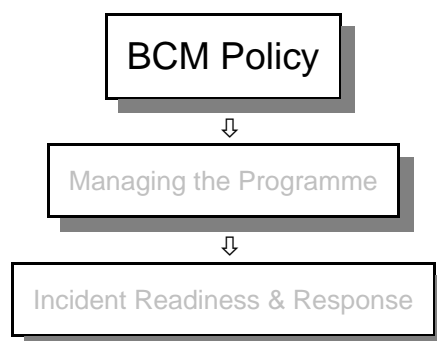 BCM Policy
⇩
Managing the Programme
⇩
Incident Readiness & Response